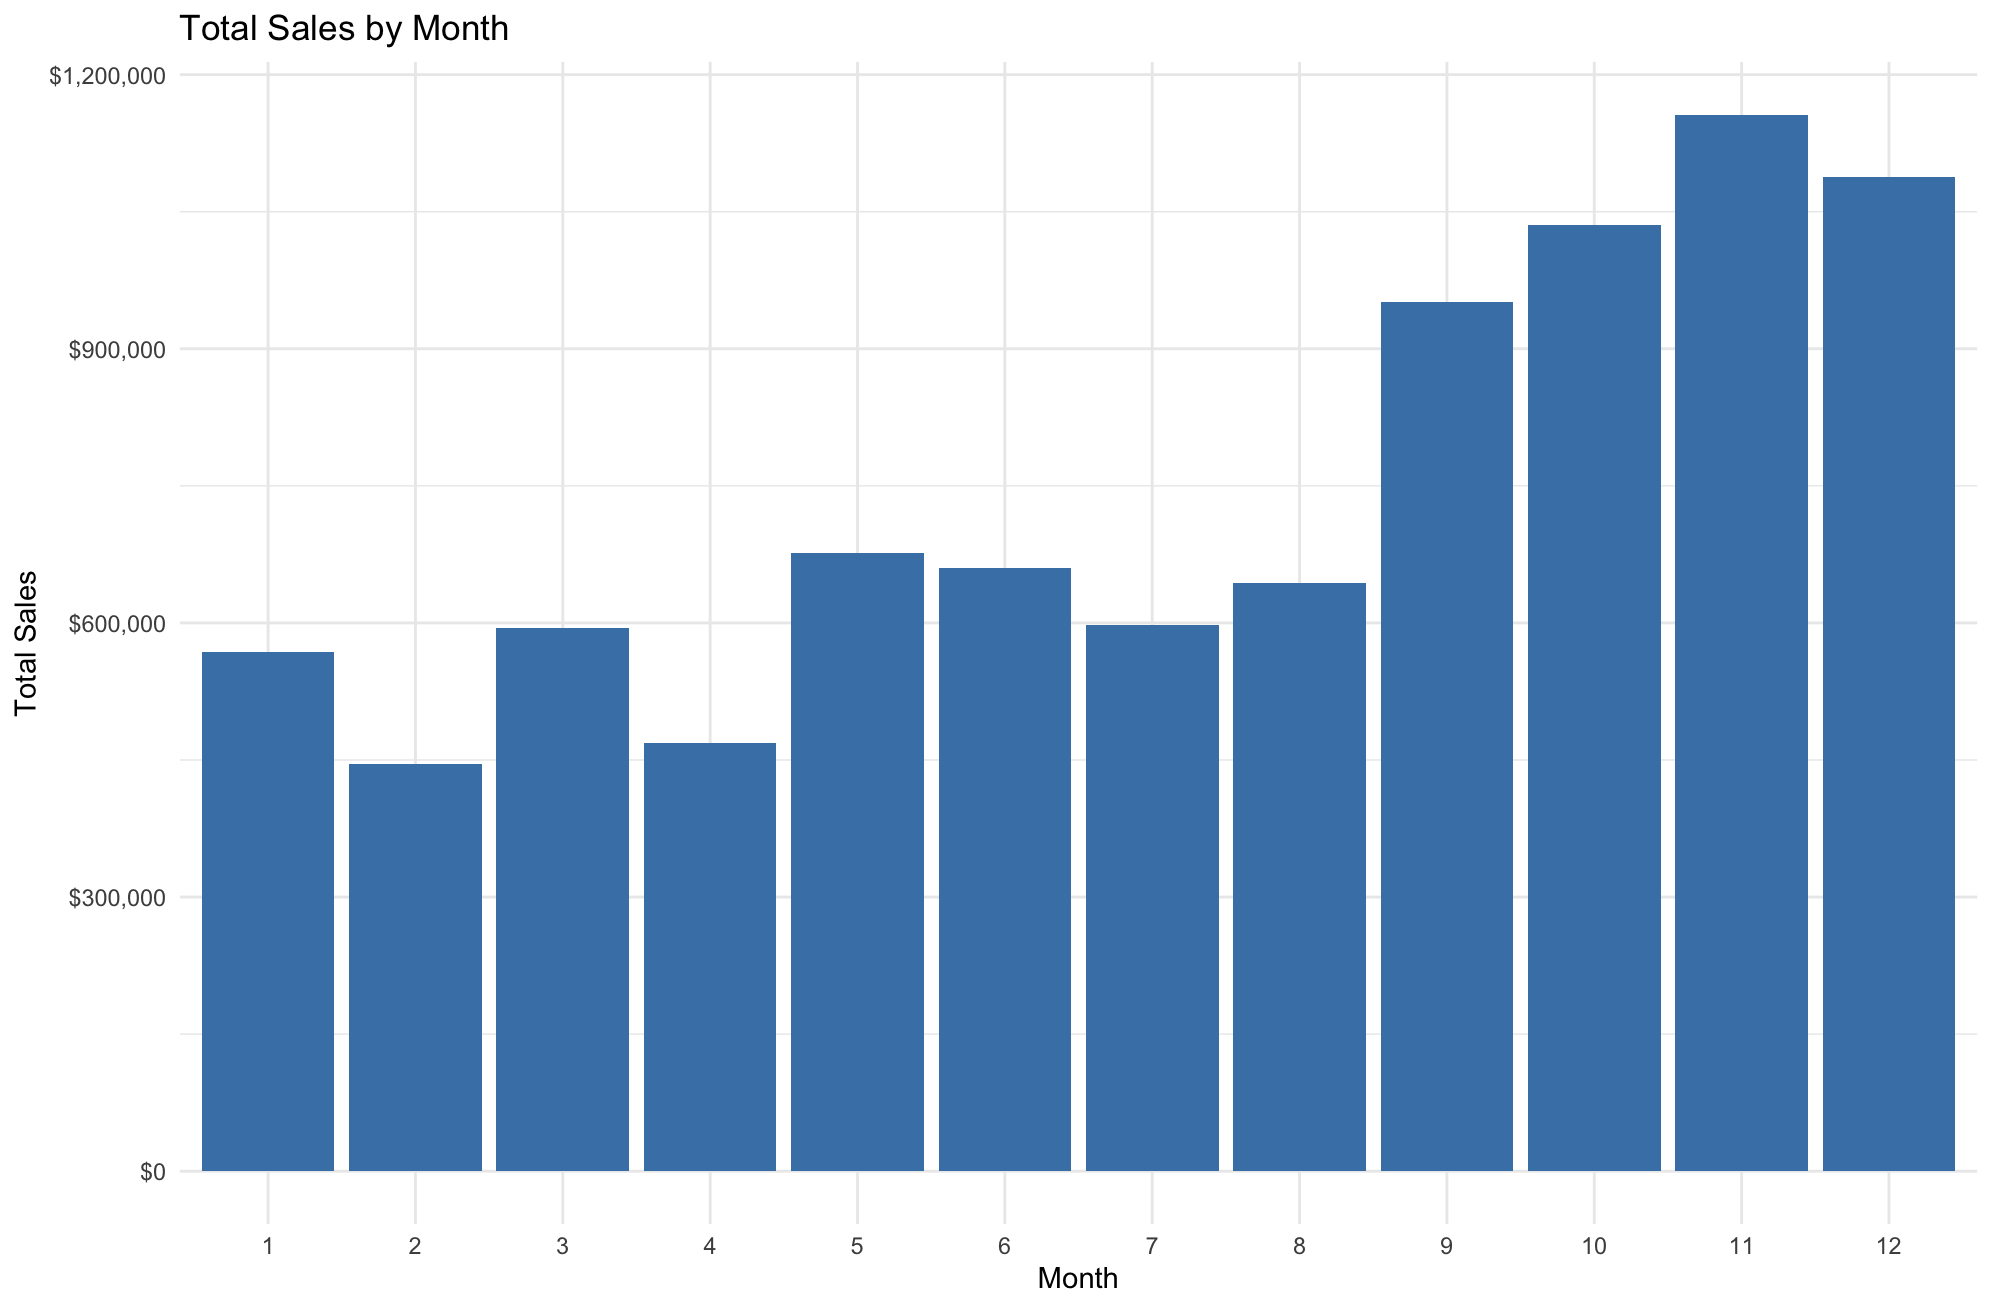 Total Sales by Month
$1,200,000
$900,000
$600,000
$300,000
$0
Total Sales
1 2 3 4 5 6 7 8 9 10 11 12
Month